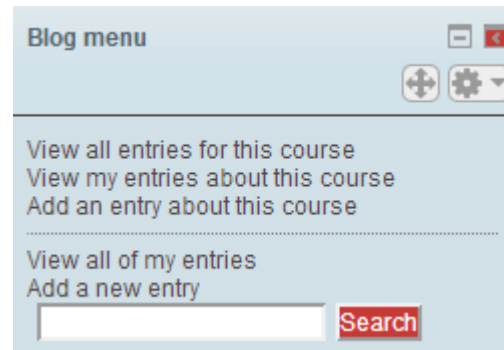 Blog menu
View all entries for this course
View my entries about this course
Add an entry about this course
View all of my entries
Add a new entry
Search